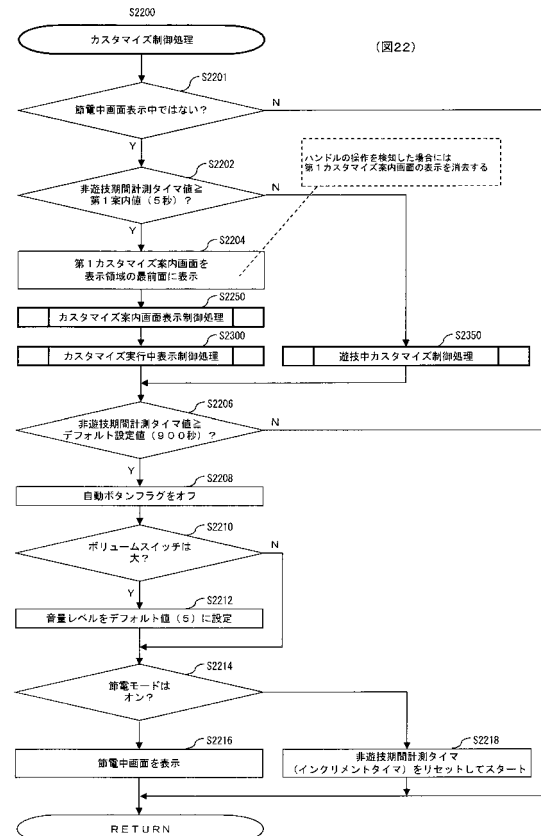 S2200
カスタマイズ制御処理
(図22)
S2201
節電中画面表示中ではない?
N
Y
S2202
ハンドルの操作を検知した場合には
第1カスタマイズ案内画面の表示を消去する
非遊技期間計測タイマ値≧
第1案内値(5秒)?
N
Y
S2204
第1カスタマイズ案内画面を
表示領域の最前面に表示
S2250
カスタマイズ案内画面表示制御処理
S2300
カスタマイズ実行中表示制御処理
S2350
遊技中カスタマイズ制御処理
S2206
非遊技期間計測タイマ値≧
デフォルト設定値(900秒)?
N
Y
S2208
自動ボタンフラグをオフ
S2210
ボリュームスイッチは
大?
N
Y
S2212
音量レベルをデフォルト値(5)に設定
S2214
節電モードは
オン?
S2216
節電中画面を表示
S2218
非遊技期間計測タイマ
(インクリメントタイマ)をリセットしてスタート
RETURN